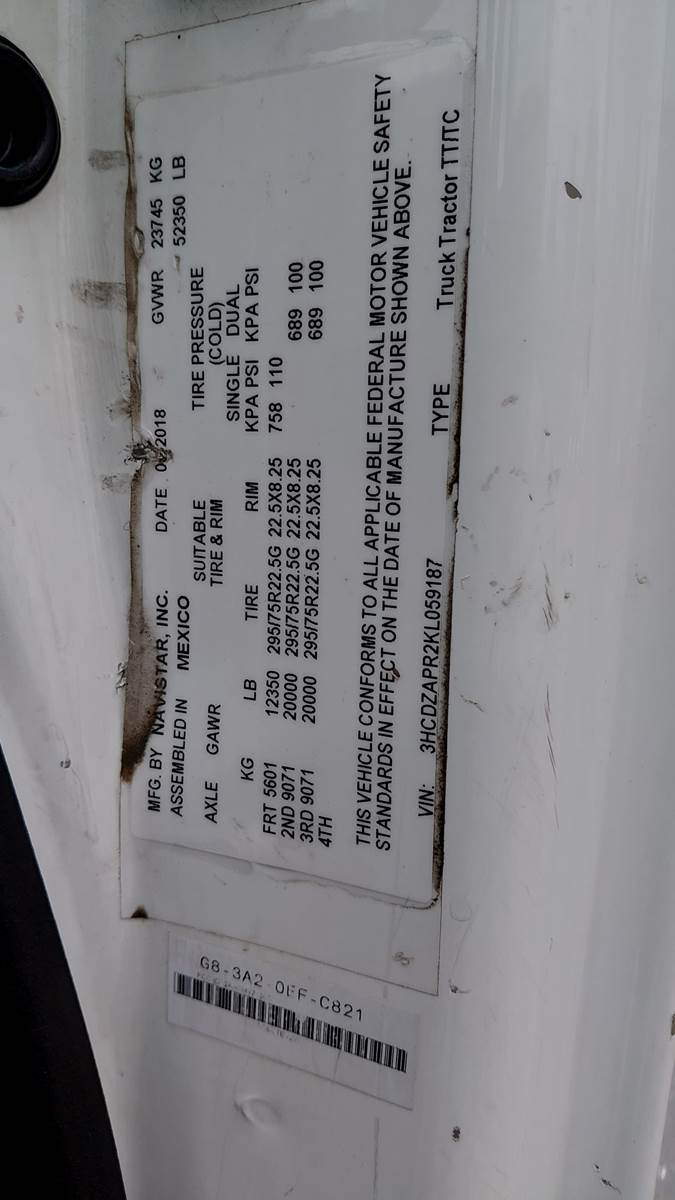 MFG. BY NAVISTAR, INC. DATE 2018 GVWR 23745 KG
ASSEMBLED IN MEXICO 52350 LB
AXLE GAWR SUITABLE TIRE & RIM TIRE PRESSURE (COLD)
SINGLE DUAL
KG LB TIRE RIM KPA PSI KPA PSI
FRT 5601 12350 295/75R22.5G 22.5X8.25 758 110
2ND 9071 20000 295/75R22.5G 22.5X8.25 689 100
3RD 9071 20000 295/75R22.5G 22.5X8.25 689 100
4TH
THIS VEHICLE CONFORMS TO ALL APPLICABLE FEDERAL MOTOR VEHICLE SAFETY
STANDARDS IN EFFECT ON THE DATE OF MANUFACTURE SHOWN ABOVE.
VIN: 3HCDZAPR2KL059187 TYPE Truck Tractor TT/TC
G8-3A2-0EF-C821